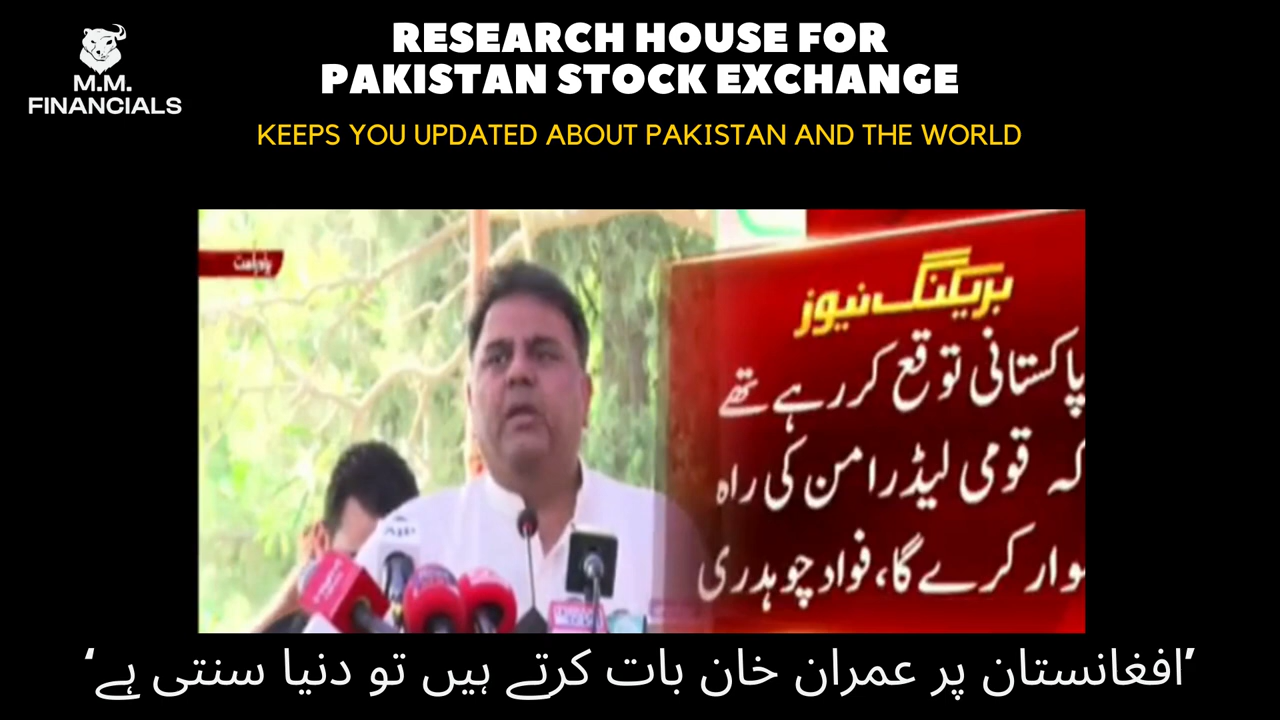 M.M.
FINANCIALS
RESEARCH HOUSE FOR
PAKISTAN STOCK EXCHANGE
KEEPS YOU UPDATED ABOUT PAKISTAN AND THE WORLD
براہ راست
بریکنگ نیوز
پاکستانی توقع کر رہے تھے
کہ قومی لیڈر امن کی راہ
ہموار کرے گا، فواد چوہدری
’افغانستان پر عمران خان بات کرتے ہیں تو دنیا سنتی ہے‘